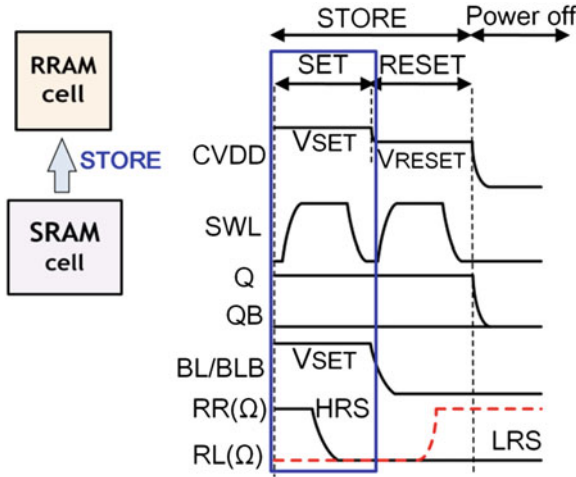 STORE Power off
RRAM
cell
SET RESET
STORE
CVDD VSET VRESET
SRAM
cell
SWL
Q
QB
BL/BLB VSET
RR(Ω) HRS
RL(Ω) LRS